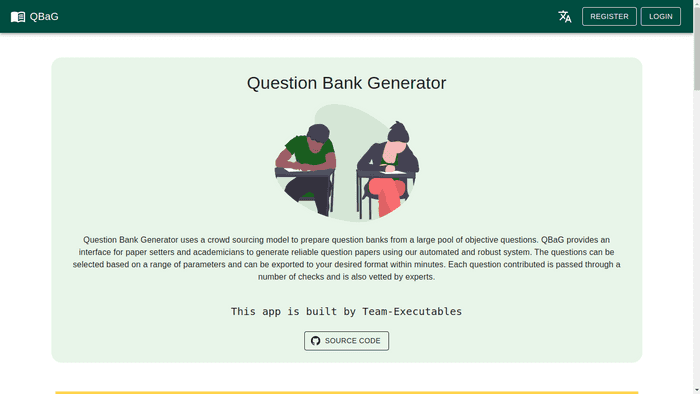 QBaG
REGISTER
LOGIN
Question Bank Generator
Question Bank Generator uses a crowd sourcing model to prepare question banks from a large pool of objective questions. QBaG provides an
interface for paper setters and academicians to generate reliable question papers using our automated and robust system. The questions can be
selected based on a range of parameters and can be exported to your desired format within minutes. Each question contributed is passed through a
number of checks and is also vetted by experts.
This app is built by Team-Executables
SOURCE CODE